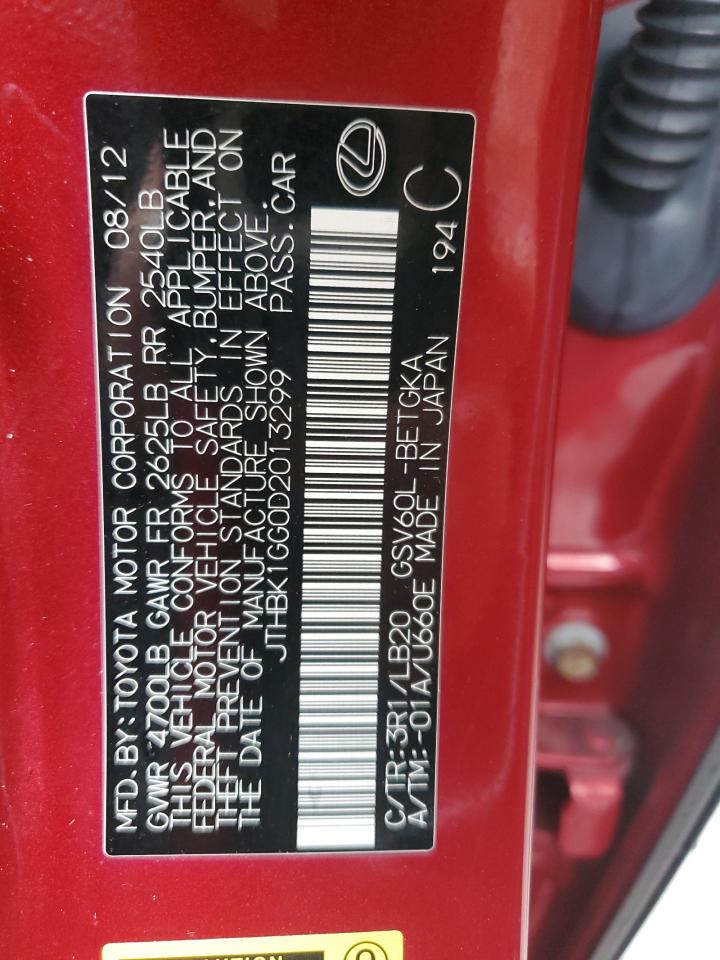 MFD.BY:TOYOTA MOTOR CORPORATION 08/12
GVWR 4700LB GAWR FR 2625LB RR 2540LB
THIS VEHICLE CONFORMS TO ALL APPLICABLE
FEDERAL MOTOR VEHICLE SAFETY,BUMPER,AND
THEFT PREVENTION STANDARDS IN EFFECT ON
THE DATE OF MANUFACTURE SHOWN ABOVE.
JTHBK1GG0D2013299 PASS.CAR
C/TR:3R1/LB20 GSV60L-BETGKA
A/TM:-01A/U660E MADE IN JAPAN 194 C
CAUTION